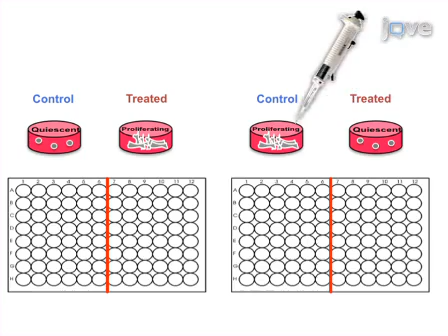 jove
Control Treated Control Treated
Quiescent Proliferating Proliferating Quiescent
1 2 3 4 5 6 7 8 9 10 11 12 1 2 3 4 5 6 7 8 9 10 11 12
A A
B B
C C
D D
E E
F F
G G
H H